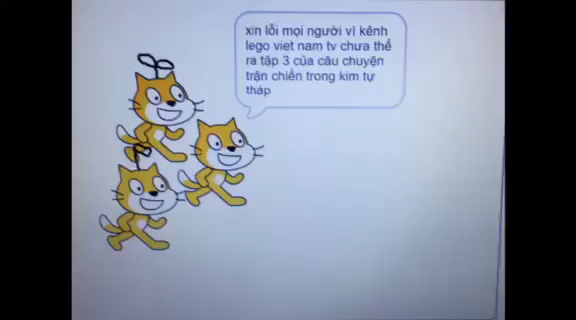 xin lỗi mọi người vì kênh
lego viet nam tv chưa thể
ra tập 3 của câu chuyện
trận chiến trong kim tự
tháp